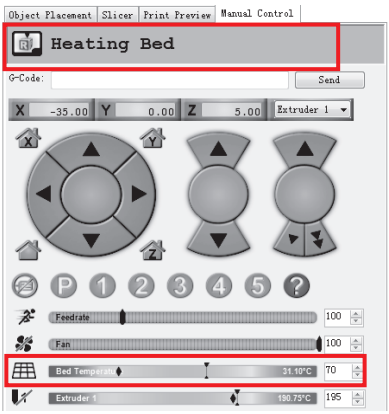 Object Placement Slicer Print Preview Manual Control
Heating Bed
G-Code: Send
X -35.00 Y 0.00 Z 5.00 Extruder 1
X Y
Z
P 1 2 3 4 5 ?
Feedrate 100
Fan 100
Bed Temperatu 31.10°C 70
Extruder 1 190.75°C 195